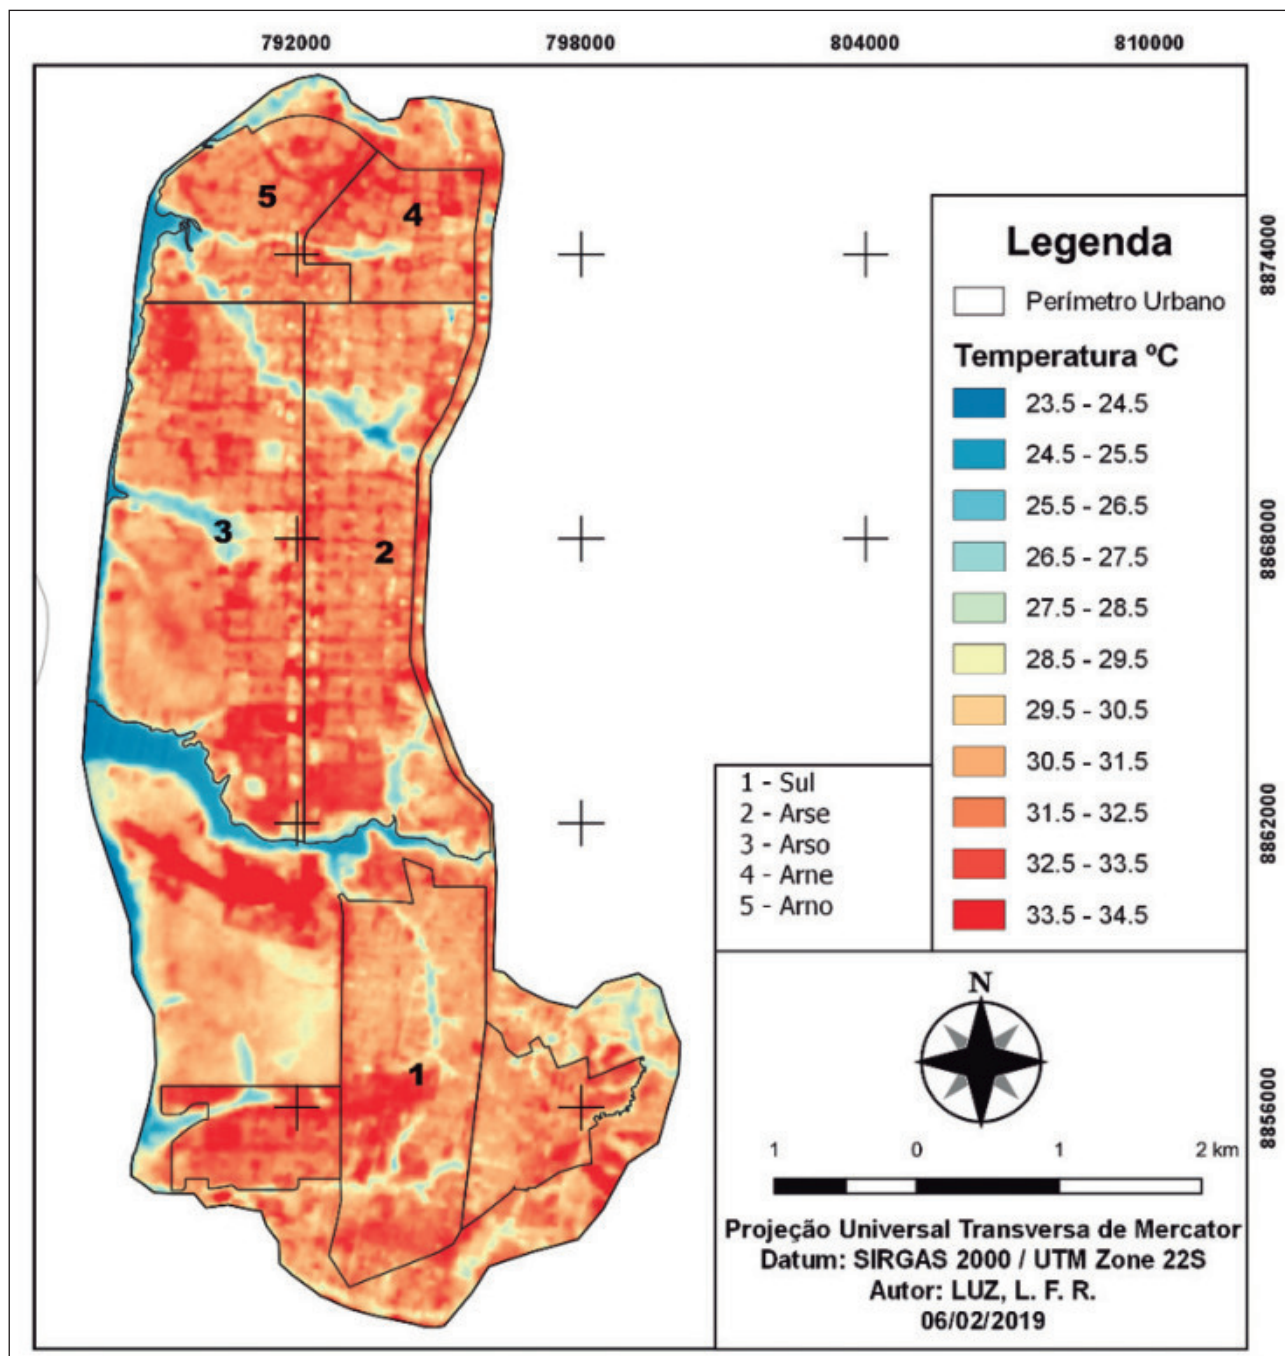 792000 798000 804000 810000
5
4
3
2
1
8874000
8868000
8862000
8856000
Legenda
Perímetro Urbano
Temperatura ºC
23.5 - 24.5
24.5 - 25.5
25.5 - 26.5
26.5 - 27.5
27.5 - 28.5
28.5 - 29.5
29.5 - 30.5
30.5 - 31.5
31.5 - 32.5
32.5 - 33.5
33.5 - 34.5
1 - Sul
2 - Arse
3 - Arso
4 - Arne
5 - Arno
N
1 0 1 2 km
Projeção Universal Transversa de Mercator
Datum: SIRGAS 2000 / UTM Zone 22S
Autor: LUZ, L. F. R.
06/02/2019